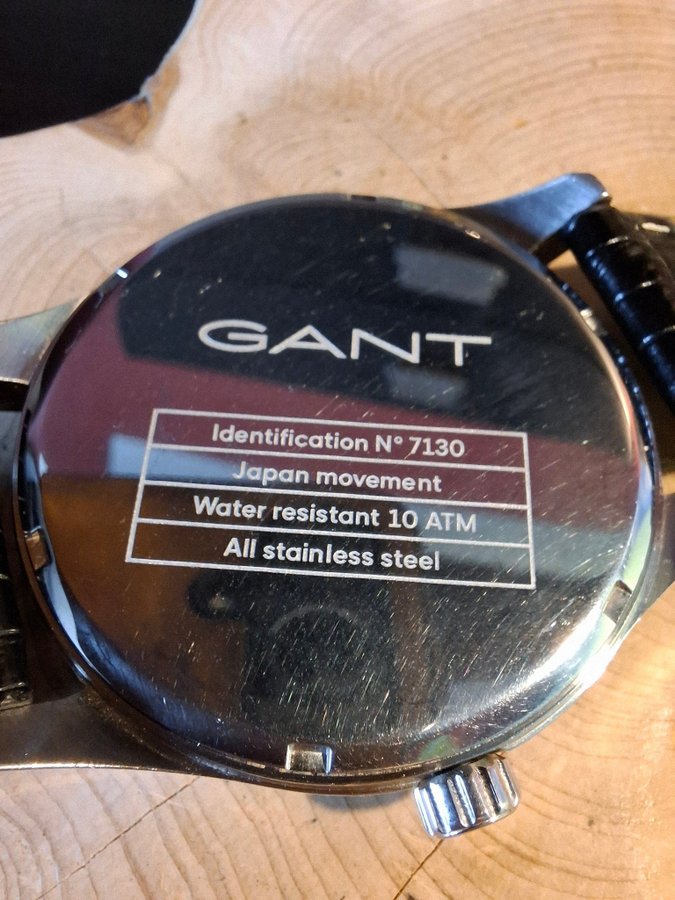 GANT
Identification N° 7130
Japan movement
Water resistant 10 ATM
All stainless steel